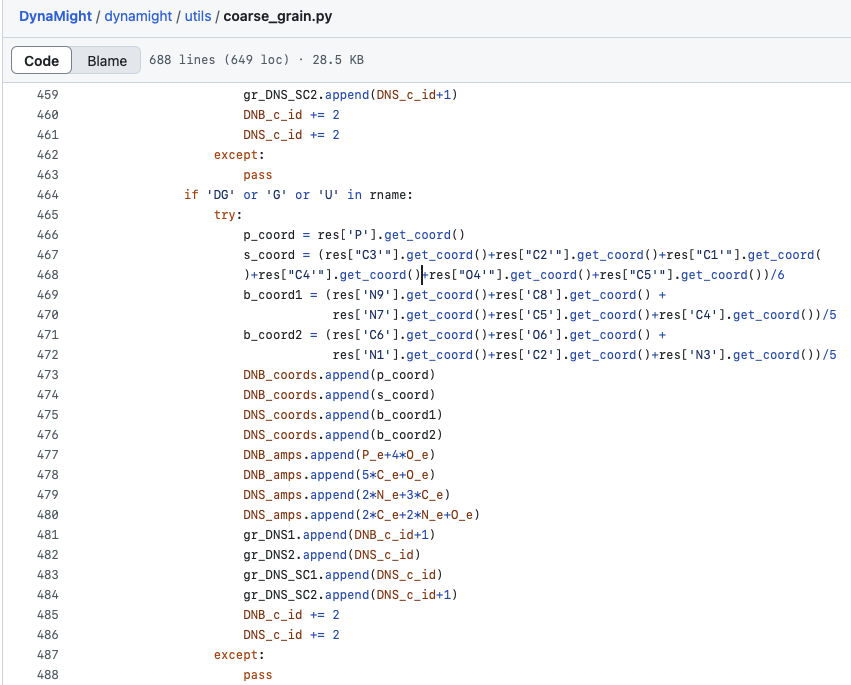 DynaMight / dynamight / utils / coarse_grain.py
Code Blame 688 lines (649 loc) · 28.5 KB
459 gr_DNS_SC2.append(DNS_c_id+1)
460 DNB_c_id += 2
461 DNS_c_id += 2
462 except:
463 pass
464 if 'DG' or 'G' or 'U' in rname:
465 try:
466 p_coord = res['P'].get_coord()
467 s_coord = (res["C3'"].get_coord()+res["C2'"].get_coord()+res["C1'"].get_coord(
468 )+res["C4'"].get_coord()+res["O4'"].get_coord()+res["C5'"].get_coord())/6
469 b_coord1 = (res['N9'].get_coord()+res['C8'].get_coord() +
470 res['N7'].get_coord()+res['C5'].get_coord()+res['C4'].get_coord())/5
471 b_coord2 = (res['C6'].get_coord()+res['O6'].get_coord() +
472 res['N1'].get_coord()+res['C2'].get_coord()+res['N3'].get_coord())/5
473 DNB_coords.append(p_coord)
474 DNB_coords.append(s_coord)
475 DNS_coords.append(b_coord1)
476 DNS_coords.append(b_coord2)
477 DNB_amps.append(P_e+4*O_e)
478 DNB_amps.append(5*C_e+O_e)
479 DNS_amps.append(2*N_e+3*C_e)
480 DNS_amps.append(2*C_e+2*N_e+O_e)
481 gr_DNS1.append(DNB_c_id+1)
482 gr_DNS2.append(DNS_c_id)
483 gr_DNS_SC1.append(DNS_c_id)
484 gr_DNS_SC2.append(DNS_c_id+1)
485 DNB_c_id += 2
486 DNS_c_id += 2
487 except:
488 pass